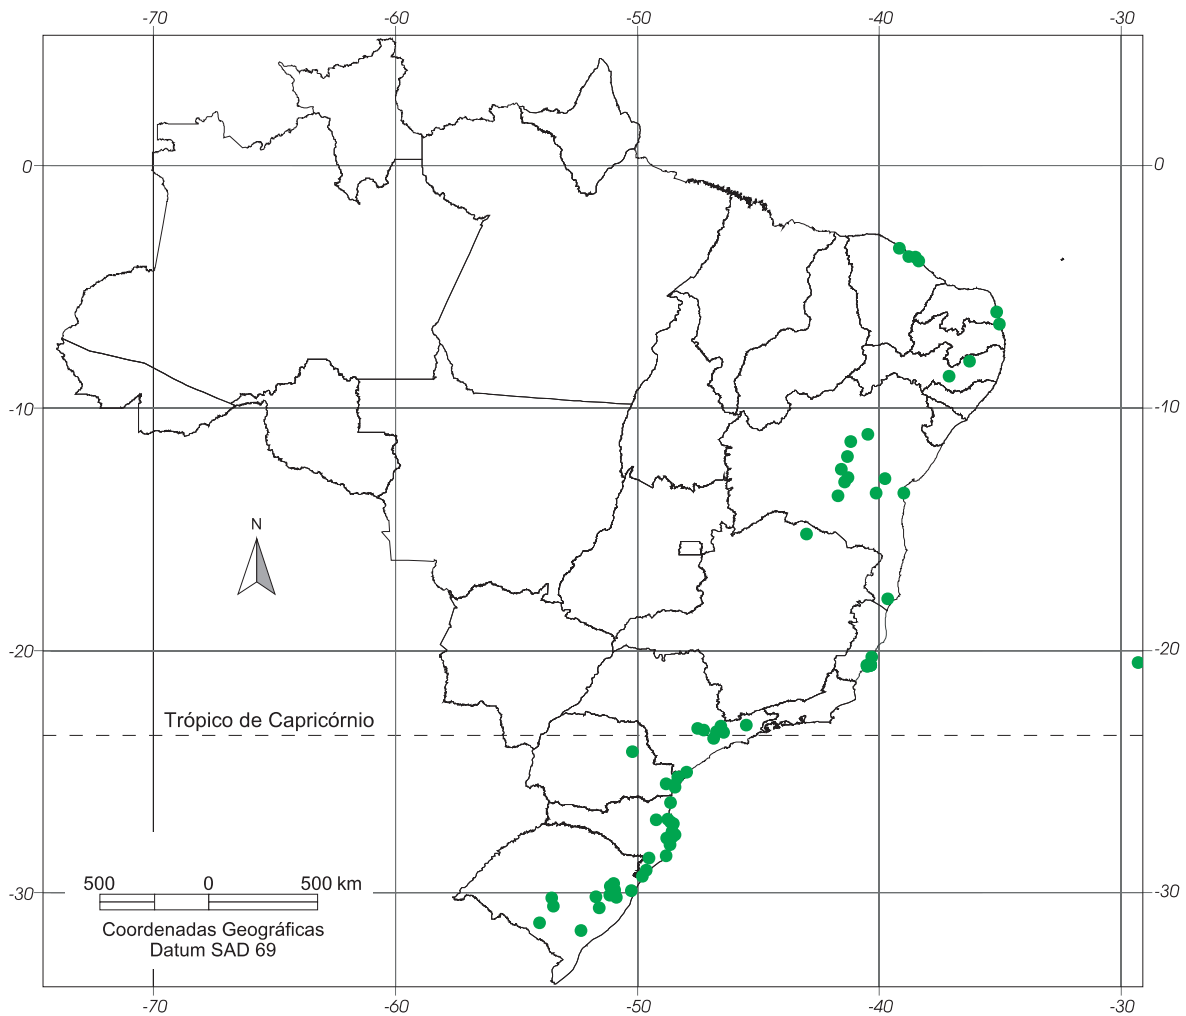 -70 -60 -50 -40 -30
0 0
-10 -10
N
-20 -20
Trópico de Capricórnio
500 0 500 km
-30 -30
Coordenadas Geográficas
Datum SAD 69
-70 -60 -50 -40 -30